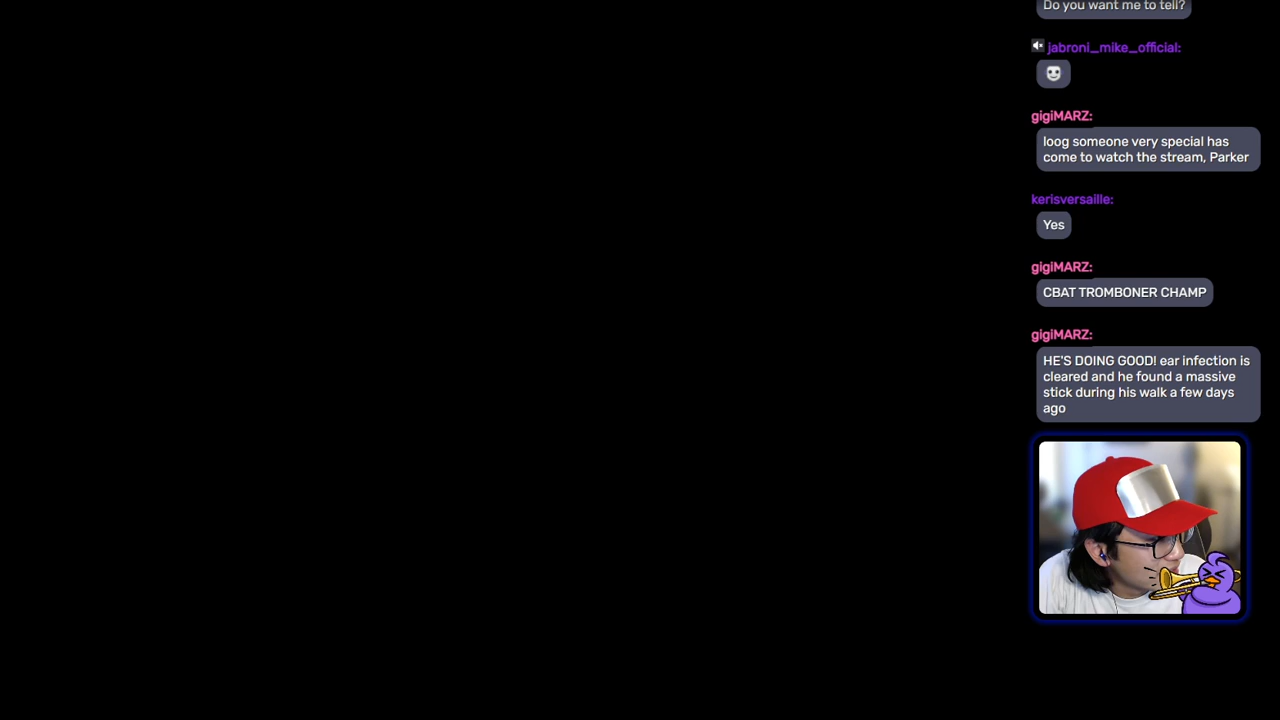 Do you want me to tell?
jabroni_mike_official:
gigiMARZ:
loog someone very special has
come to watch the stream, Parker
kerisversaille:
Yes
gigiMARZ:
CBAT TROMBONER CHAMP
gigiMARZ:
HE'S DOING GOOD! ear infection is
cleared and he found a massive
stick during his walk a few days
ago